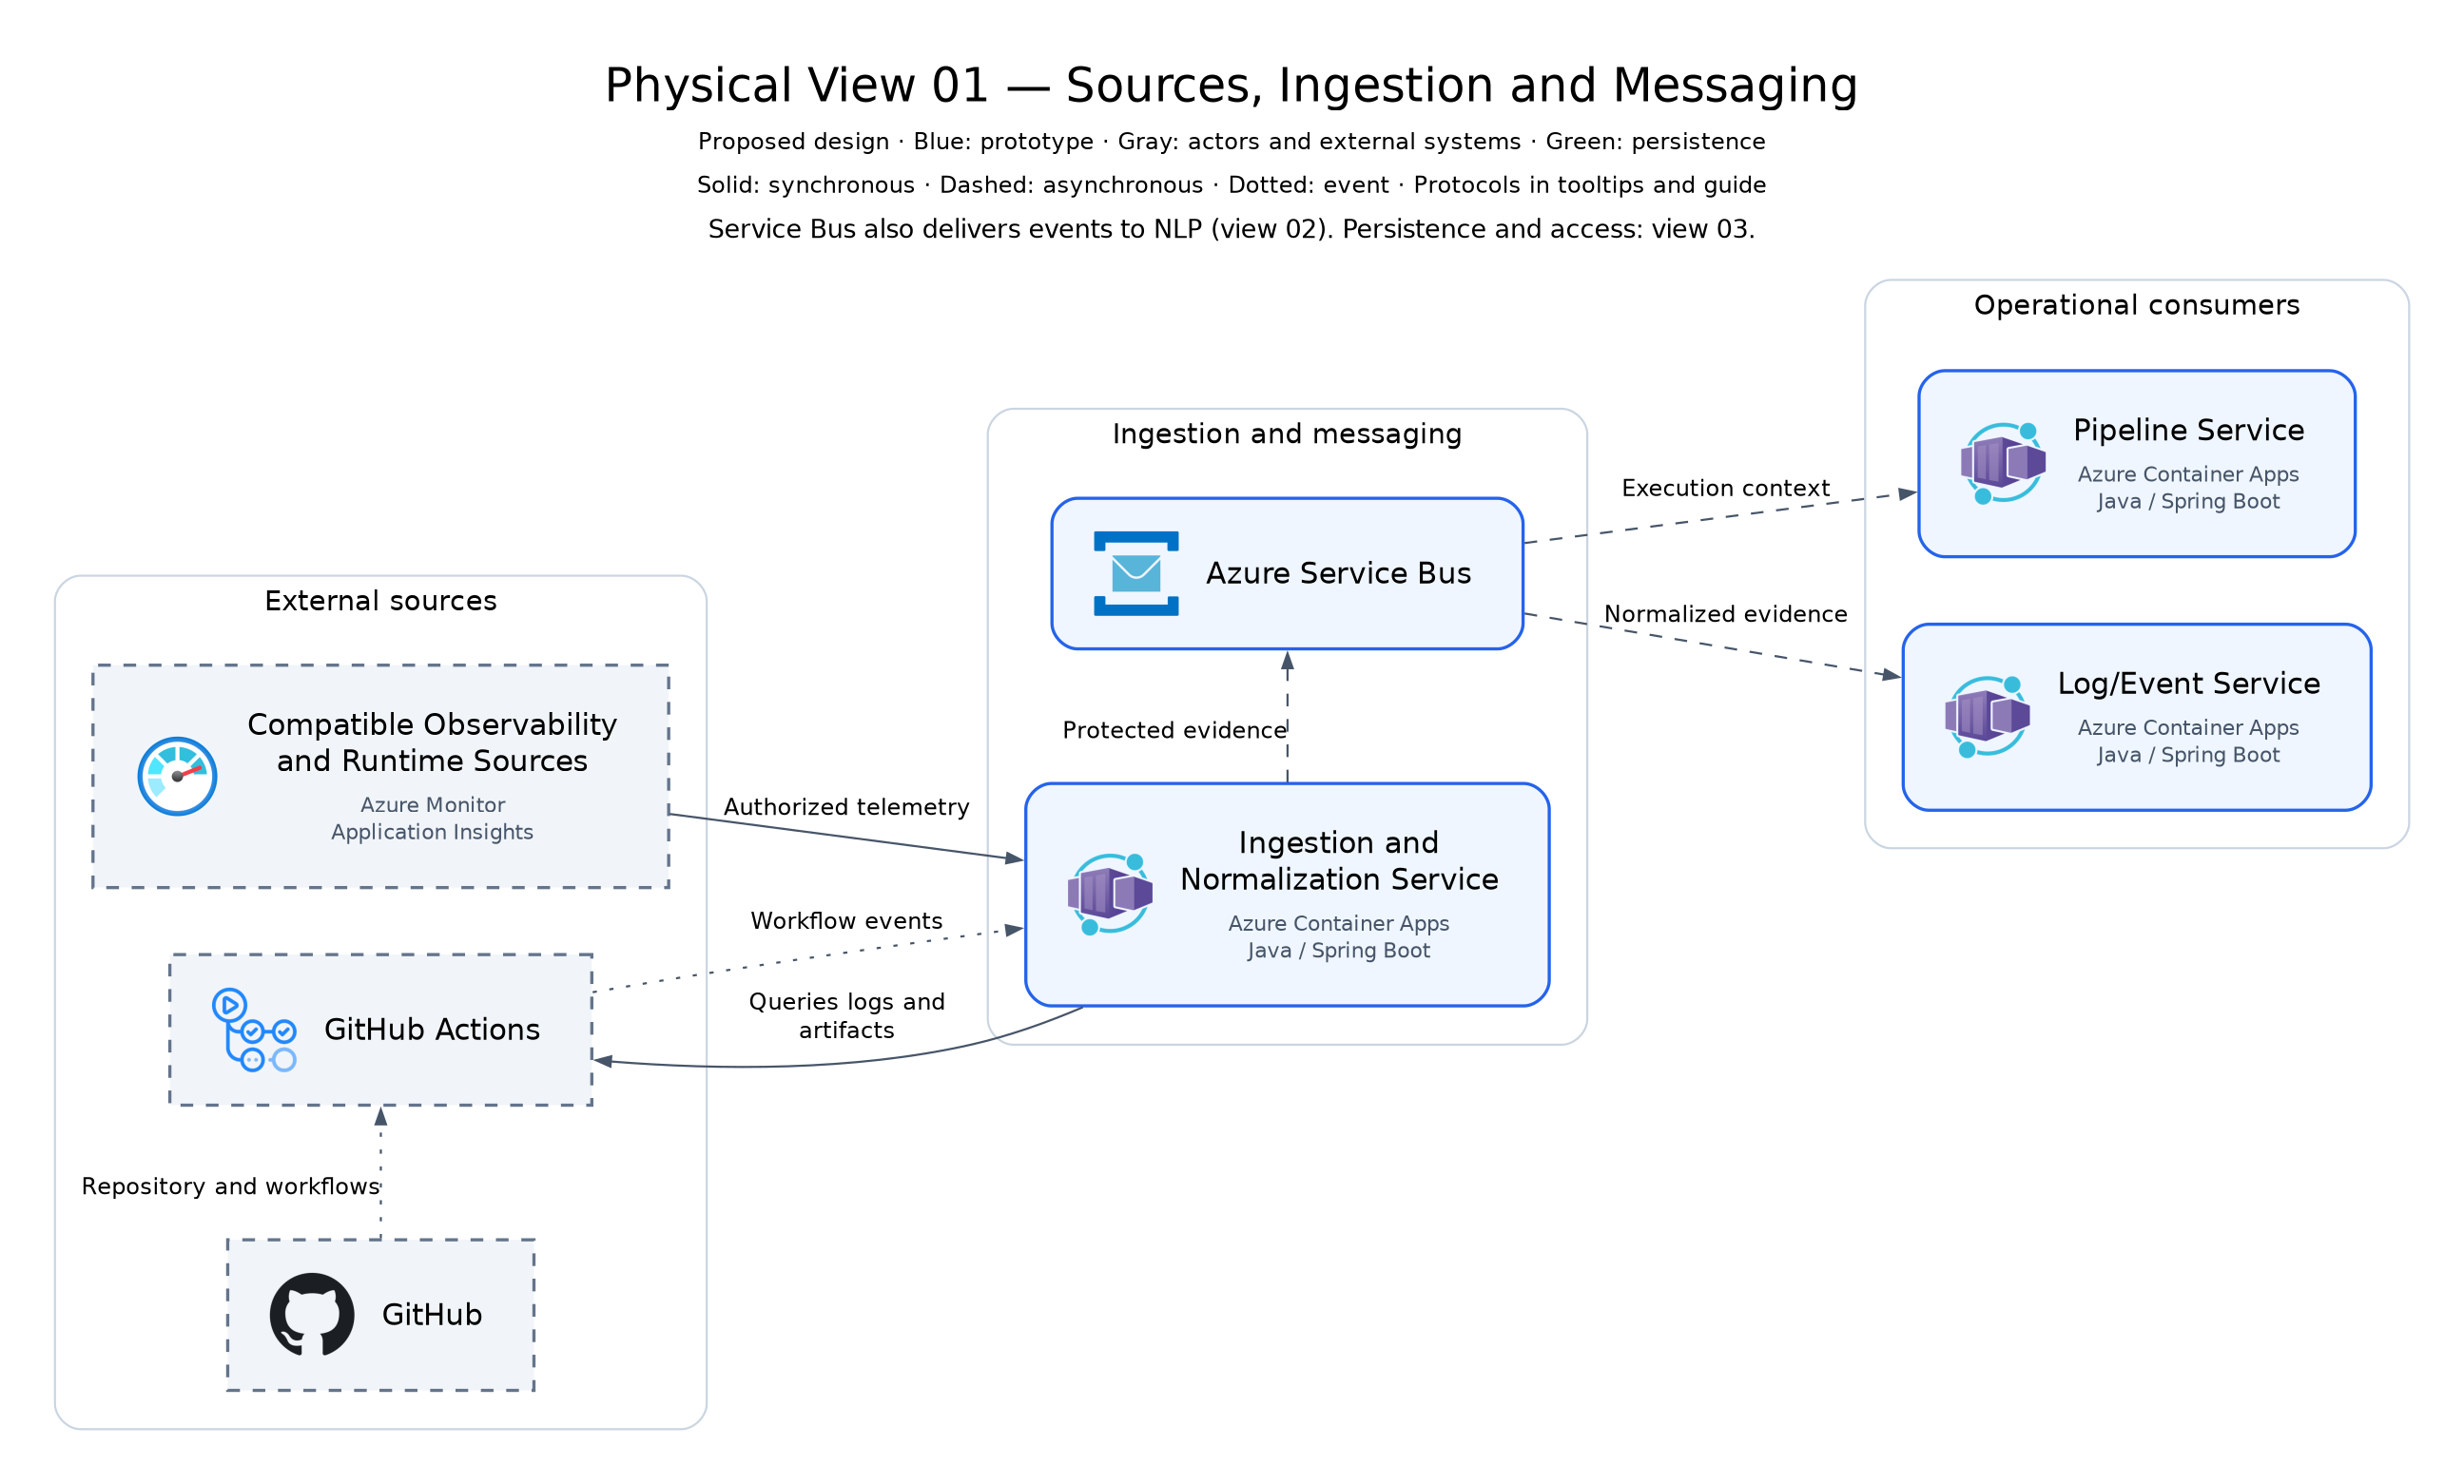 Physical View 01 — Sources, Ingestion and Messaging
Proposed design · Blue: prototype · Gray: actors and external systems · Green: persistence
Solid: synchronous · Dashed: asynchronous · Dotted: event · Protocols in tooltips and guide
Service Bus also delivers events to NLP (view 02). Persistence and access: view 03.
External sources
Compatible Observability
and Runtime Sources
Azure Monitor
Application Insights
GitHub Actions
Repository and workflows
GitHub
Authorized telemetry
Workflow events
Queries logs and
artifacts
Ingestion and messaging
Azure Service Bus
Protected evidence
Ingestion and
Normalization Service
Azure Container Apps
Java / Spring Boot
Execution context
Normalized evidence
Operational consumers
Pipeline Service
Azure Container Apps
Java / Spring Boot
Log/Event Service
Azure Container Apps
Java / Spring Boot